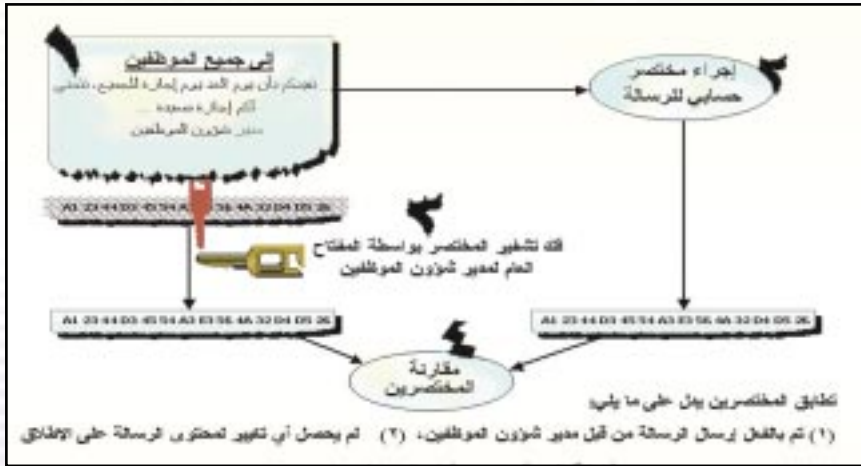 ١
إلى جميع الموظفين
نفيدكم بأن يوم الغد يوم إجازة للجميع، نتمنى
لكم إجازة سعيدة ...
مدير شؤون الموظفين
٢
إجراء مختصر
حسابي للرسالة
A1 23 44 D3 45 54 A3 E3 56 4A 32 D4 D5 26
٣
فك تشفير المختصر بواسطة المفتاح
العام لمدير شؤون الموظفين
A1 23 44 D3 45 54 A3 E3 56 4A 32 D4 D5 26
A1 23 44 D3 45 54 A3 E3 56 4A 32 D4 D5 26
٤
مقارنة
المختصرين
تطابق المختصرين يدل على ما يلي:
(١) تم بالفعل إرسال الرسالة من قبل مدير شؤون الموظفين، (٢) لم يحصل أي تغيير لمحتوى الرسالة على الإطلاق